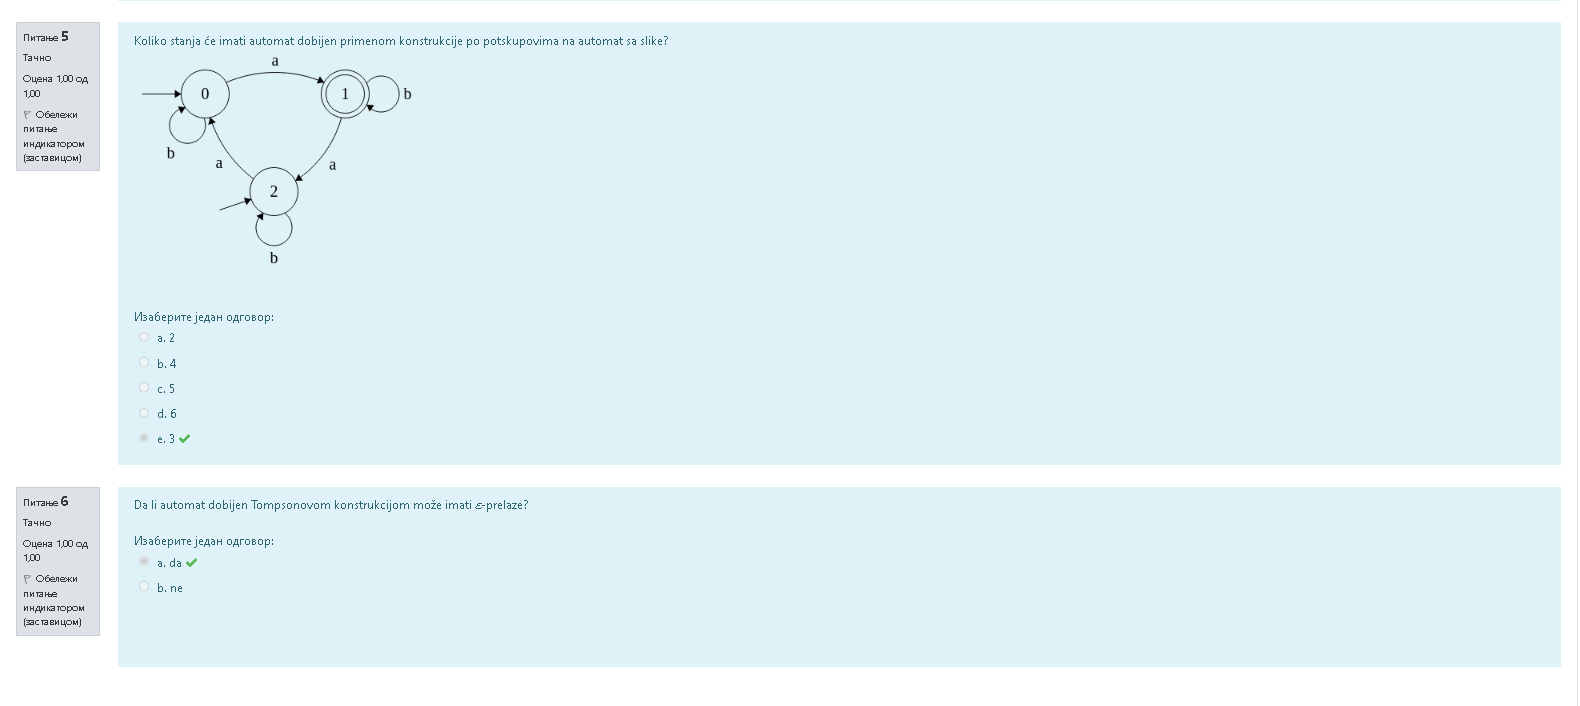 Питање 5
Тачно
Оцена 1,00 од
1,00
Обележи
питање
индикатором
(заставицом)
Koliko stanja će imati automat dobijen primenom konstrukcije po potskupovima na automat sa slike?
a
0
1
b
b
a
a
2
b
Изаберите један одговор:
a. 2
b. 4
c. 5
d. 6
e. 3
Питање 6
Тачно
Оцена 1,00 од
1,00
Обележи
питање
индикатором
(заставицом)
Da li automat dobijen Tompsonovom konstrukcijom može imati ε-prelaze?
Изаберите један одговор:
a. da
b. ne